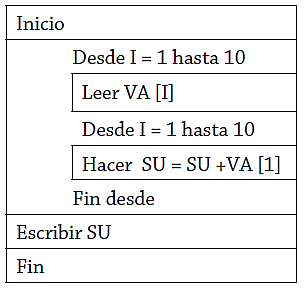 Inicio
Desde I = 1 hasta 10
Leer VA [I]
Desde I = 1 hasta 10
Hacer  SU = SU +VA [1]
Fin desde
Escribir SU
Fin